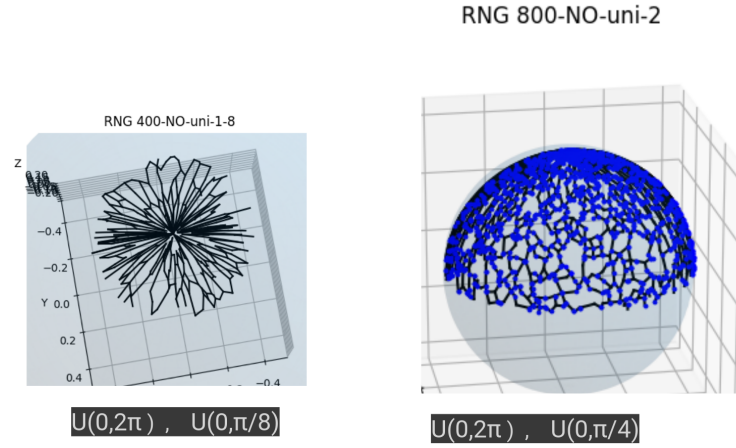 RNG 800-NO-uni-2
RNG 400-NO-uni-1-8
Z
−0.4
−0.2
Y 0.0
0.2
0.4
−0.4
U(0,2π ) ,   U(0,π/8)
U(0,2π ) ,   U(0,π/4)